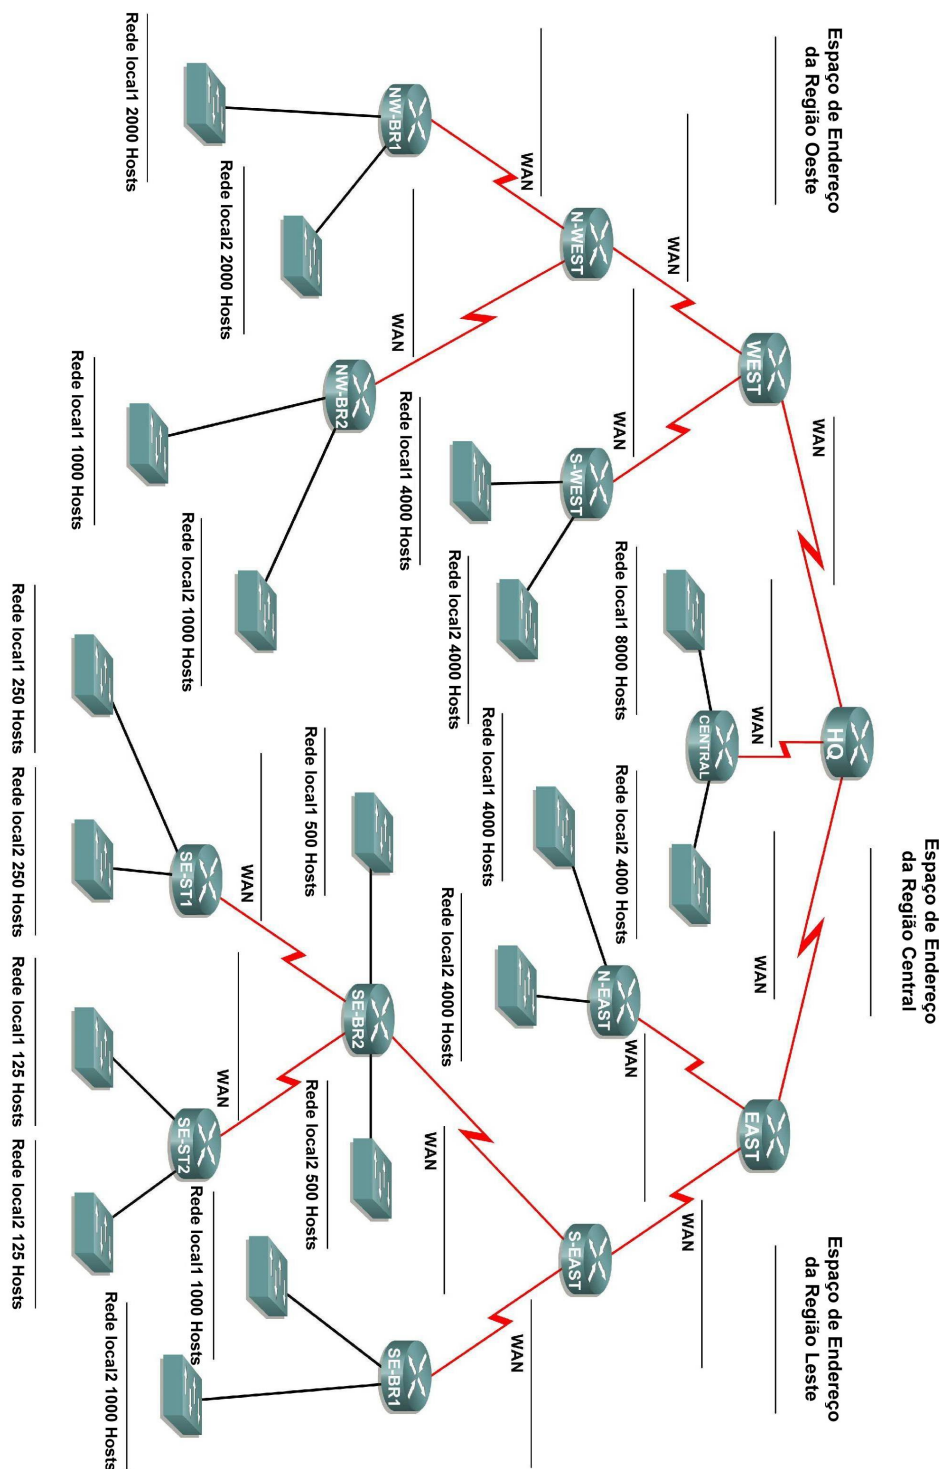 Espaço de Endereço
da Região Central
Espaço de Endereço
da Região Oeste
Espaço de Endereço
da Região Leste
HQ
WAN
WAN
WAN
WEST
EAST
CENTRAL
WAN
WAN
WAN
WAN
Rede local1 8000 Hosts
Rede local2 4000 Hosts
N-WEST
S-WEST
N-EAST
S-EAST
WAN
WAN
WAN
WAN
Rede local1 4000 Hosts
Rede local2 4000 Hosts
Rede local1 4000 Hosts
Rede local2 4000 Hosts
NW-BR1
NW-BR2
SE-BR2
SE-BR1
Rede local1 2000 Hosts
Rede local2 2000 Hosts
Rede local1 1000 Hosts
Rede local2 1000 Hosts
Rede local1 500 Hosts
Rede local2 500 Hosts
Rede local1 1000 Hosts
Rede local2 1000 Hosts
WAN
WAN
SE-ST1
SE-ST2
Rede local1 250 Hosts
Rede local2 250 Hosts
Rede local1 125 Hosts
Rede local2 125 Hosts